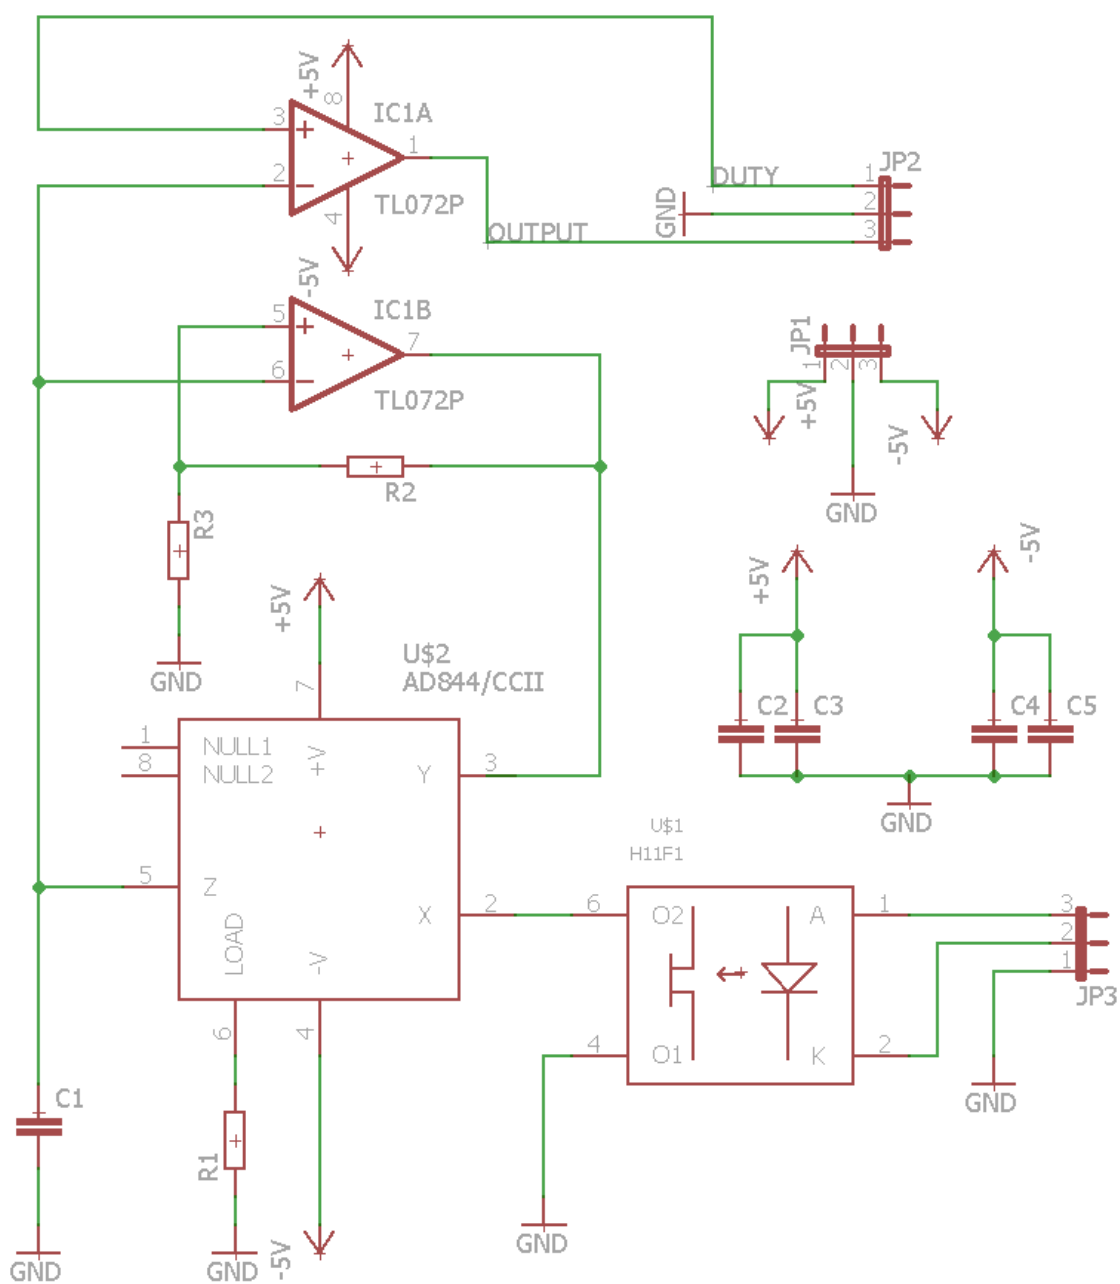 +5V
8
IC1A
3
1
2
4
TL072P
-5V
DUTY
OUTPUT
GND
JP2
1
2
3
IC1B
5
7
6
TL072P
JP1
1
2
3
+5V
-5V
GND
R2
R3
GND
+5V
-5V
C2
C3
C4
C5
GND
+5V
U$2
AD844/CCII
7
1
NULL1
8
NULL2
+V
Y
3
5
Z
X
2
LOAD
-V
6
4
U$1
H11F1
6
O2
A
1
4
O1
K
2
3
2
1
JP3
GND
C1
R1
GND
GND
-5V
GND